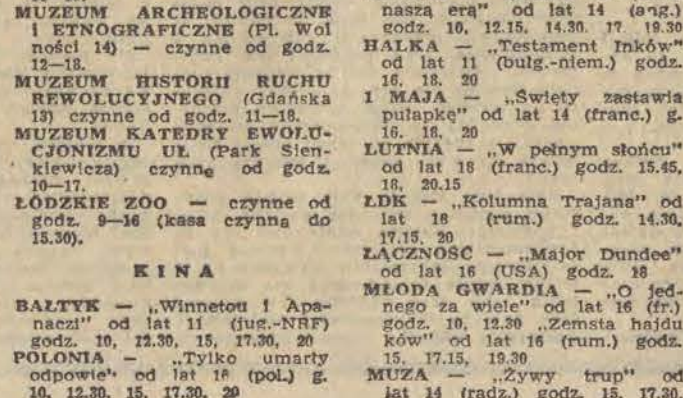 MUZEUM ARCHEOLOGICZNE
i ETNOGRAFICZNE (Pl. Wol
ności 14) — czynne od godz.
12—18.
MUZEUM HISTORII RUCHU
REWOLUCYJNEGO (Gdańska
13) czynne od godz. 11—18.
MUZEUM KATEDRY EWOLU-
CJONIZMU UŁ (Park Sien-
kiewicza) czynne od godz.
10—17.
ŁÓDZKIE ZOO — czynne od
godz. 9—16 (kasa czynna do
15.30).
KINA
BAŁTYK — „Winnetou i Apa-
naczi" od lat 11 (jug.-NRF)
godz. 10, 12.30, 15, 17.30, 20
POLONIA — „Tylko umarły
odpowie" od lat 16 (pol.) g.
10, 12.30, 15, 17.30, 20
naszą erą" od lat 14 (ang.)
godz. 10, 12.15, 14.30, 17 19.30
HALKA — „Testament Inków"
od lat 11 (bułg.-niem.) godz.
16, 18, 20
1 MAJA — „Święty zastawia
pułapkę" od lat 14 (franc.) g.
16, 18, 20
LUTNIA — „W pełnym słońcu"
od lat 18 (franc.) godz. 15.45,
18, 20.15
ŁDK — „Kolumna Trajana" od
lat 18 (rum.) godz. 14.30,
17.15, 20
ŁĄCZNOŚĆ — „Major Dundee"
od lat 16 (USA) godz. 18
MŁODA GWARDIA — „O jed-
nego za wiele" od lat 16 (fr.)
godz. 10, 12.30 „Zemsta hajdu
ków" od lat 16 (rum.) godz.
15, 17.15, 19.30
MUZA — „Żywy trup" od
lat 14 (radz.) godz. 15, 17.30,